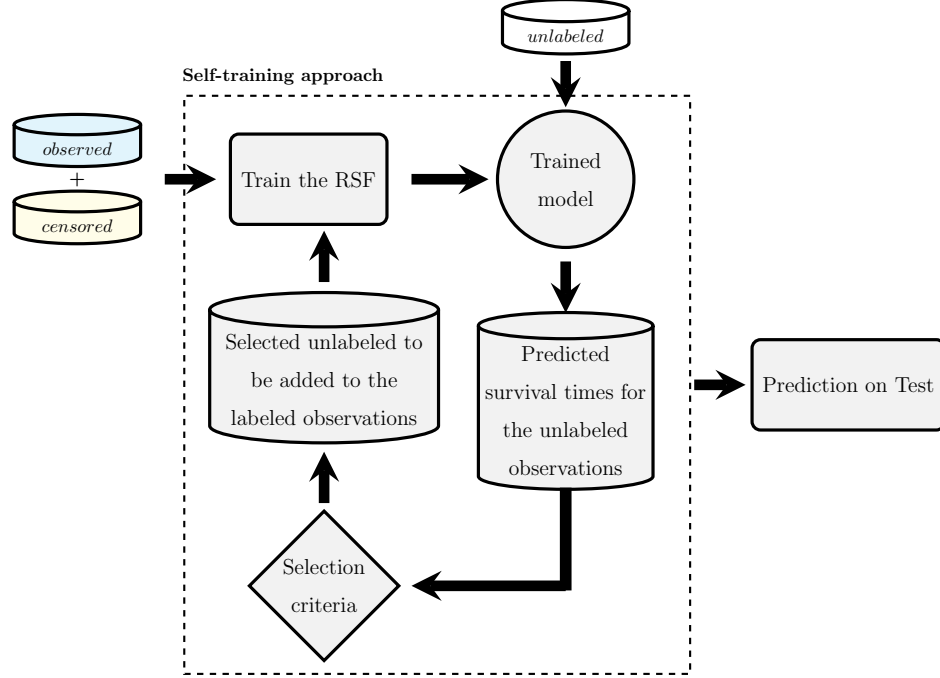 unlabeled
Self-training approach
observed
+
censored
Train the RSF
Trained
model
Selected unlabeled to
be added to the
labeled observations
Predicted
survival times for
the unlabeled
observations
Prediction on Test
Selection
criteria